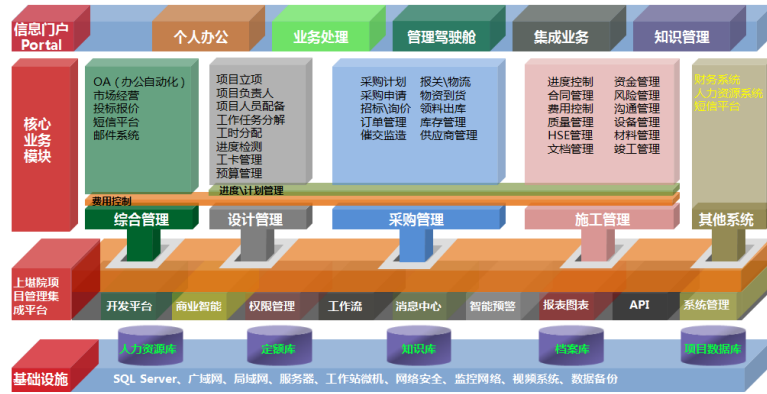 信息门户
Portal
个人办公
业务处理
管理驾驶舱
集成业务
知识管理
核心
业务
模块
OA（办公自动化）
市场经营
投标报价
短信平台
邮件系统
项目立项
项目负责人
项目人员配备
工作任务分解
工时分配
进度检测
工卡管理
预算管理
采购计划 报关\物流
采购申请 物资到货
招标\询价 领料出库
订单管理 库存管理
催交监造 供应商管理
进度控制 资金管理
合同管理 风险管理
费用控制 沟通管理
质量管理 设备管理
HSE管理 材料管理
文档管理 竣工管理
财务系统
人力资源系统
短信平台
进度\计划管理
费用控制
综合管理
设计管理
采购管理
施工管理
其他系统
上堪院项
目管理集
成平台
开发平台
商业智能
权限管理
工作流
消息中心
智能预警
报表图表
API
系统管理
人力资源库
定额库
知识库
档案库
项目数据库
基础设施
SQL Server、广域网、局域网、服务器、工作站微机、网络安全、监控网络、视频系统、数据备份